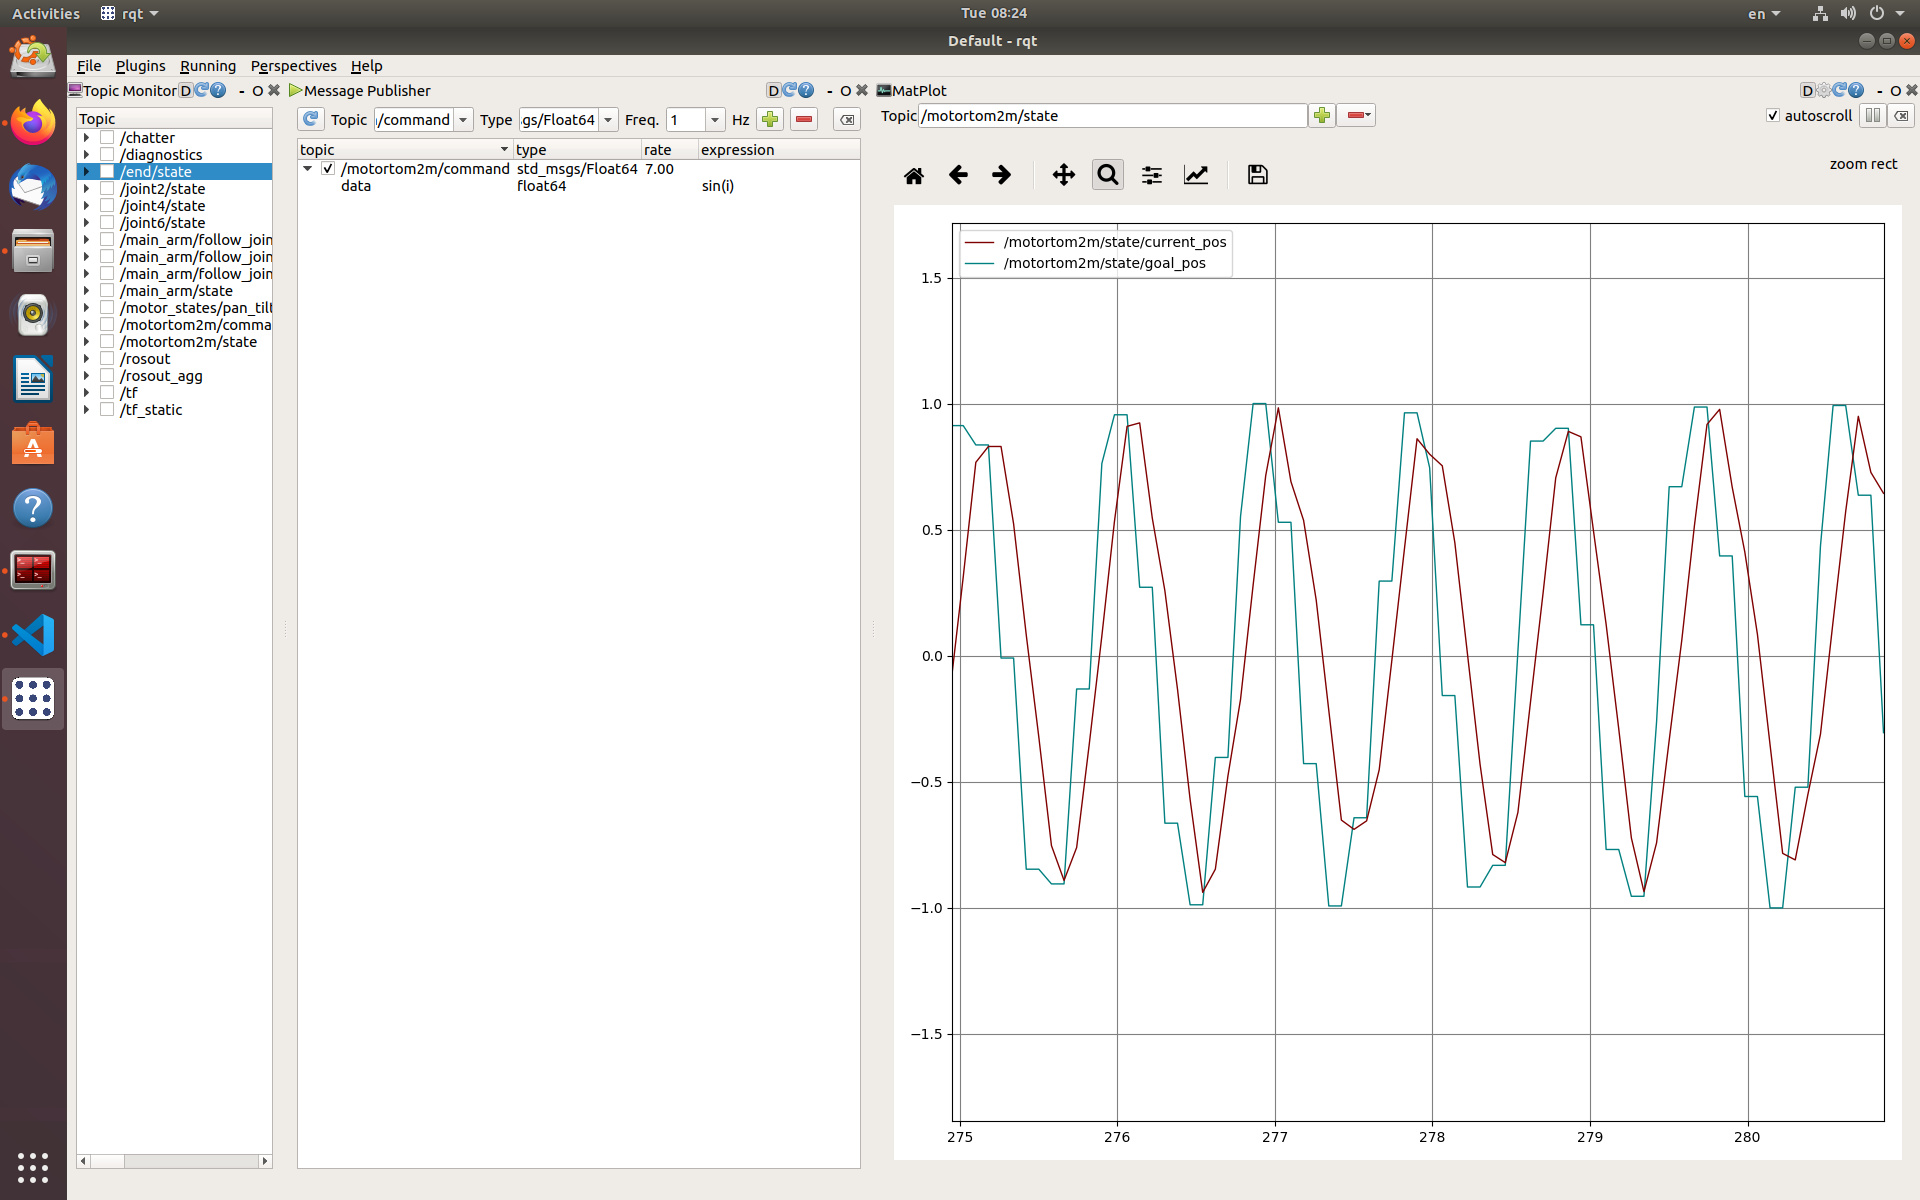 Activities
rqt
Tue 08:24
en
Default - rqt
File Plugins Running Perspectives Help
Topic Monitor
D
- O
Message Publisher
D
- O
MatPlot
D
- O
Topic
/chatter
/diagnostics
/end/state
/joint2/state
/joint4/state
/joint6/state
/main_arm/follow_join
/main_arm/follow_join
/main_arm/follow_join
/main_arm/state
/motor_states/pan_tilt
/motortom2m/comma
/motortom2m/state
/rosout
/rosout_agg
/tf
/tf_static
Topic /command Type gs/Float64 Freq. 1 Hz
topic type rate expression
/motortom2m/command std_msgs/Float64 7.00
data float64 sin(i)
Topic /motortom2m/state
autoscroll
zoom rect
/motortom2m/state/current_pos
/motortom2m/state/goal_pos
1.5
1.0
0.5
0.0
−0.5
−1.0
−1.5
275 276 277 278 279 280